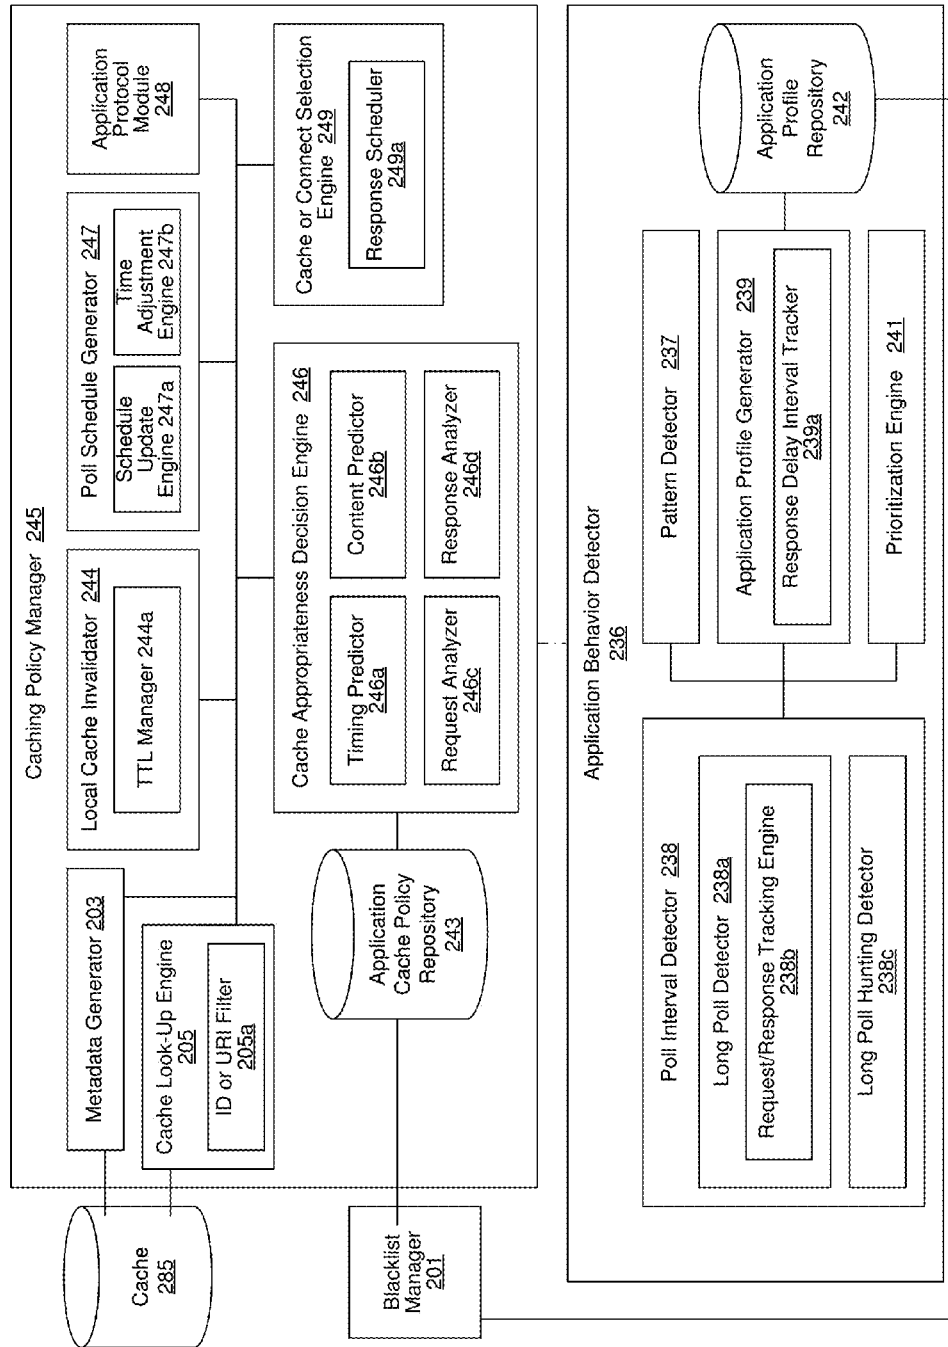 Caching Policy Manager 245
Cache
285
Metadata Generator 203
Cache Look-Up Engine
205
ID or URI Filter
205a
Local Cache Invalidator 244
TTL Manager 244a
Poll Schedule Generator 247
Schedule
Update
Engine 247a
Time
Adjustment
Engine 247b
Application
Protocol
Module
248
Blacklist
Manager
201
Application
Cache Policy
Repository
243
Cache Appropriateness Decision Engine 246
Timing Predictor
246a
Content Predictor
246b
Request Analyzer
246c
Response Analyzer
246d
Cache or Connect Selection
Engine 249
Response Scheduler
249a
Application Behavior Detector
236
Poll Interval Detector 238
Long Poll Detector 238a
Request/Response Tracking Engine
238b
Long Poll Hunting Detector
238c
Pattern Detector 237
Application Profile Generator 239
Response Delay Interval Tracker
239a
Prioritization Engine 241
Application
Profile
Repository
242